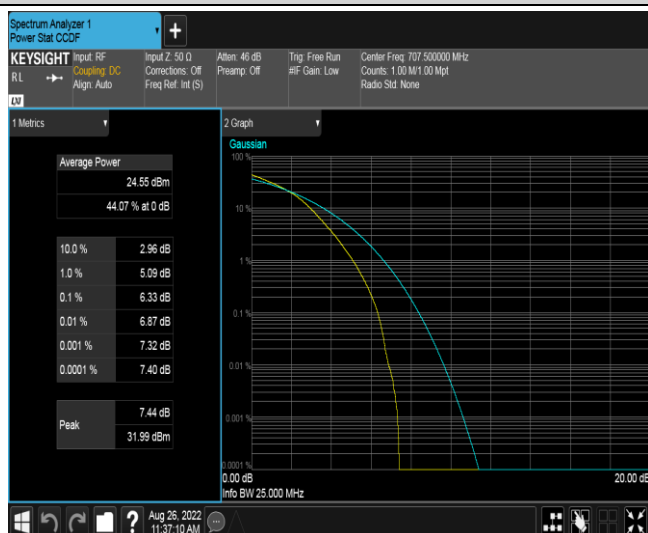 Spectrum Analyzer 1
Power Stat CCDF
+
KEYSIGHT
RL
LXI
Input: RF
Coupling: DC
Align: Auto
Input Z: 50 Ω
Corrections: Off
Freq Ref: Int (S)
Atten: 46 dB
Preamp: Off
Trig: Free Run
#IF Gain: Low
Center Freq: 707.500000 MHz
Counts: 1.00 M/1.00 Mpt
Radio Std: None
1 Metrics
Average Power
24.55 dBm
44.07 % at 0 dB
10.0 % 2.96 dB
1.0 % 5.09 dB
0.1 % 6.33 dB
0.01 % 6.87 dB
0.001 % 7.32 dB
0.0001 % 7.40 dB
Peak
7.44 dB
31.99 dBm
2 Graph
Gaussian
100 %
10 %
1 %
0.1 %
0.01 %
0.001 %
0.0001 %
0.00 dB 20.00 dB
Info BW 25.000 MHz
?
Aug 26, 2022
11:37:10 AM